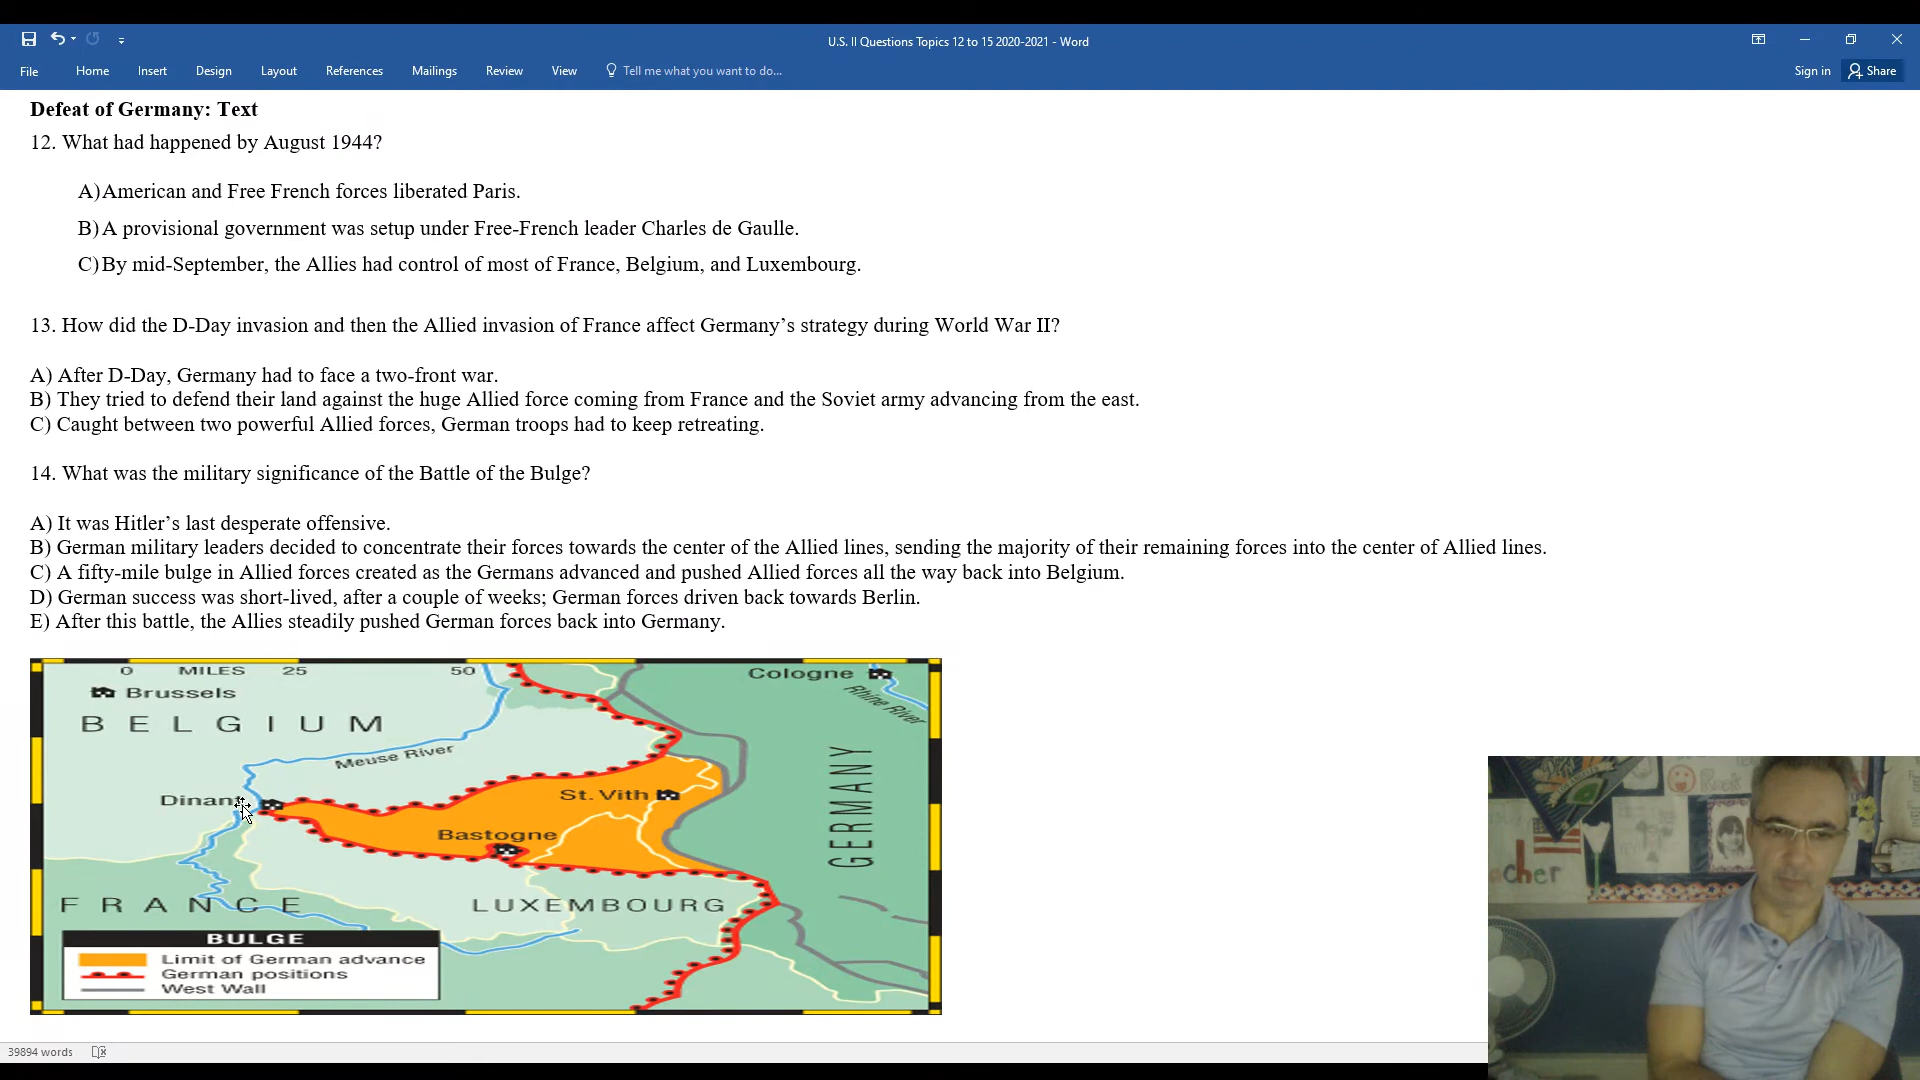 U.S. II Questions Topics 12 to 15 2020-2021 - Word
File Home Insert Design Layout References Mailings Review View Tell me what you want to do... Sign in Share
Defeat of Germany: Text
12. What had happened by August 1944?
A) American and Free French forces liberated Paris.
B) A provisional government was setup under Free-French leader Charles de Gaulle.
C) By mid-September, the Allies had control of most of France, Belgium, and Luxembourg.
13. How did the D-Day invasion and then the Allied invasion of France affect Germany’s strategy during World War II?
A) After D-Day, Germany had to face a two-front war.
B) They tried to defend their land against the huge Allied force coming from France and the Soviet army advancing from the east.
C) Caught between two powerful Allied forces, German troops had to keep retreating.
14. What was the military significance of the Battle of the Bulge?
A) It was Hitler’s last desperate offensive.
B) German military leaders decided to concentrate their forces towards the center of the Allied lines, sending the majority of their remaining forces into the center of Allied lines.
C) A fifty-mile bulge in Allied forces created as the Germans advanced and pushed Allied forces all the way back into Belgium.
D) German success was short-lived, after a couple of weeks; German forces driven back towards Berlin.
E) After this battle, the Allies steadily pushed German forces back into Germany.
0 MILES 25 50
Cologne
Rhine River
Brussels
BELGIUM
Meuse River
GERMANY
Dinant
St. Vith
Bastogne
FRANCE
LUXEMBOURG
BULGE
Limit of German advance
German positions
West Wall
39894 words